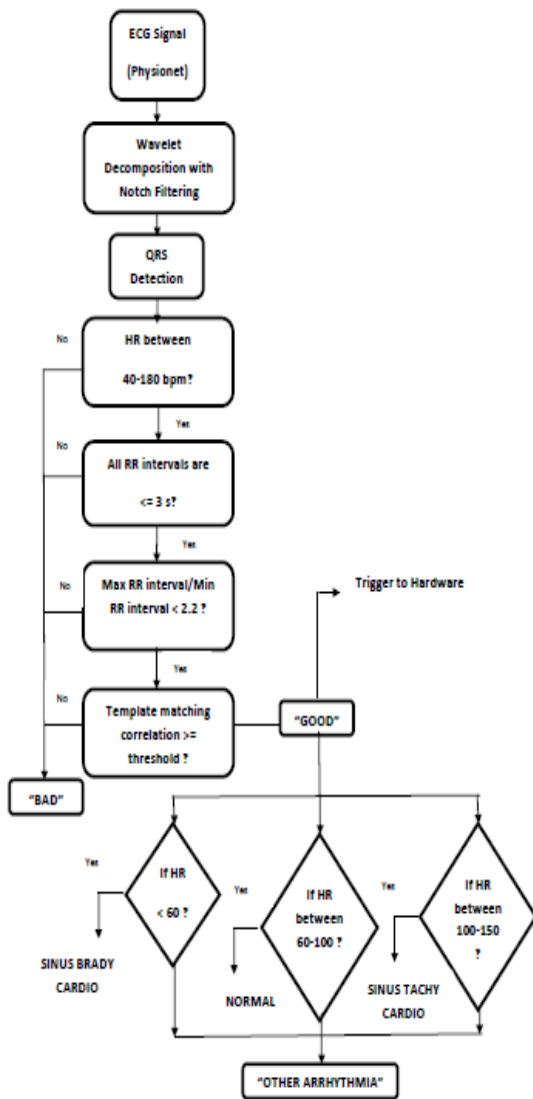 ECG Signal
(Physionet)
Wavelet
Decomposition with
Notch Filtering
QRS
Detection
No
HR between
40-180 bpm?
Yes
No
All RR intervals are
<= 3 s?
Yes
No
Max RR interval/Min
RR interval < 2.2 ?
Trigger to Hardware
Yes
No
Template matching
correlation >=
threshold ?
"GOOD"
"BAD"
Yes
If HR
< 60 ?
SINUS BRADY
CARDIO
Yes
If HR
between
60-100 ?
NORMAL
Yes
If HR
between
100-150
?
SINUS TACHY
CARDIO
"OTHER ARRHYTHMIA"